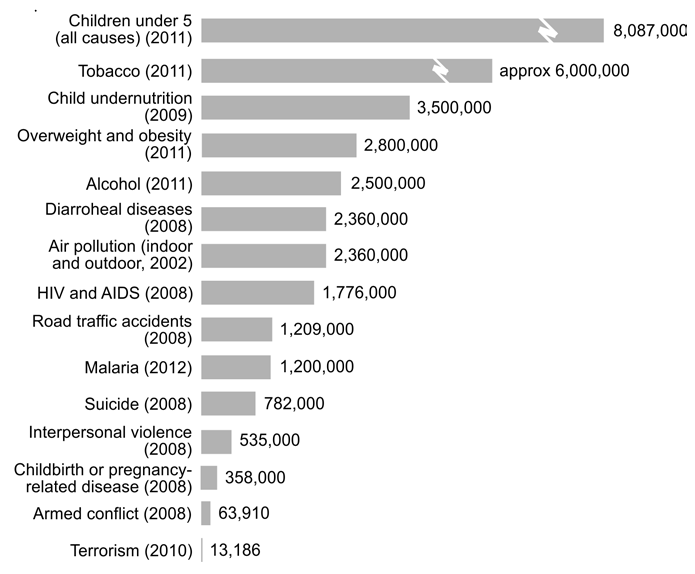 Children under 5
(all causes) (2011)
8,087,000
Tobacco (2011)
approx 6,000,000
Child undernutrition
(2009)
3,500,000
Overweight and obesity
(2011)
2,800,000
Alcohol (2011)
2,500,000
Diarroheal diseases
(2008)
2,360,000
Air pollution (indoor
and outdoor, 2002)
2,360,000
HIV and AIDS (2008)
1,776,000
Road traffic accidents
(2008)
1,209,000
Malaria (2012)
1,200,000
Suicide (2008)
782,000
Interpersonal violence
(2008)
535,000
Childbirth or pregnancy-
related disease (2008)
358,000
Armed conflict (2008)
63,910
Terrorism (2010)
13,186